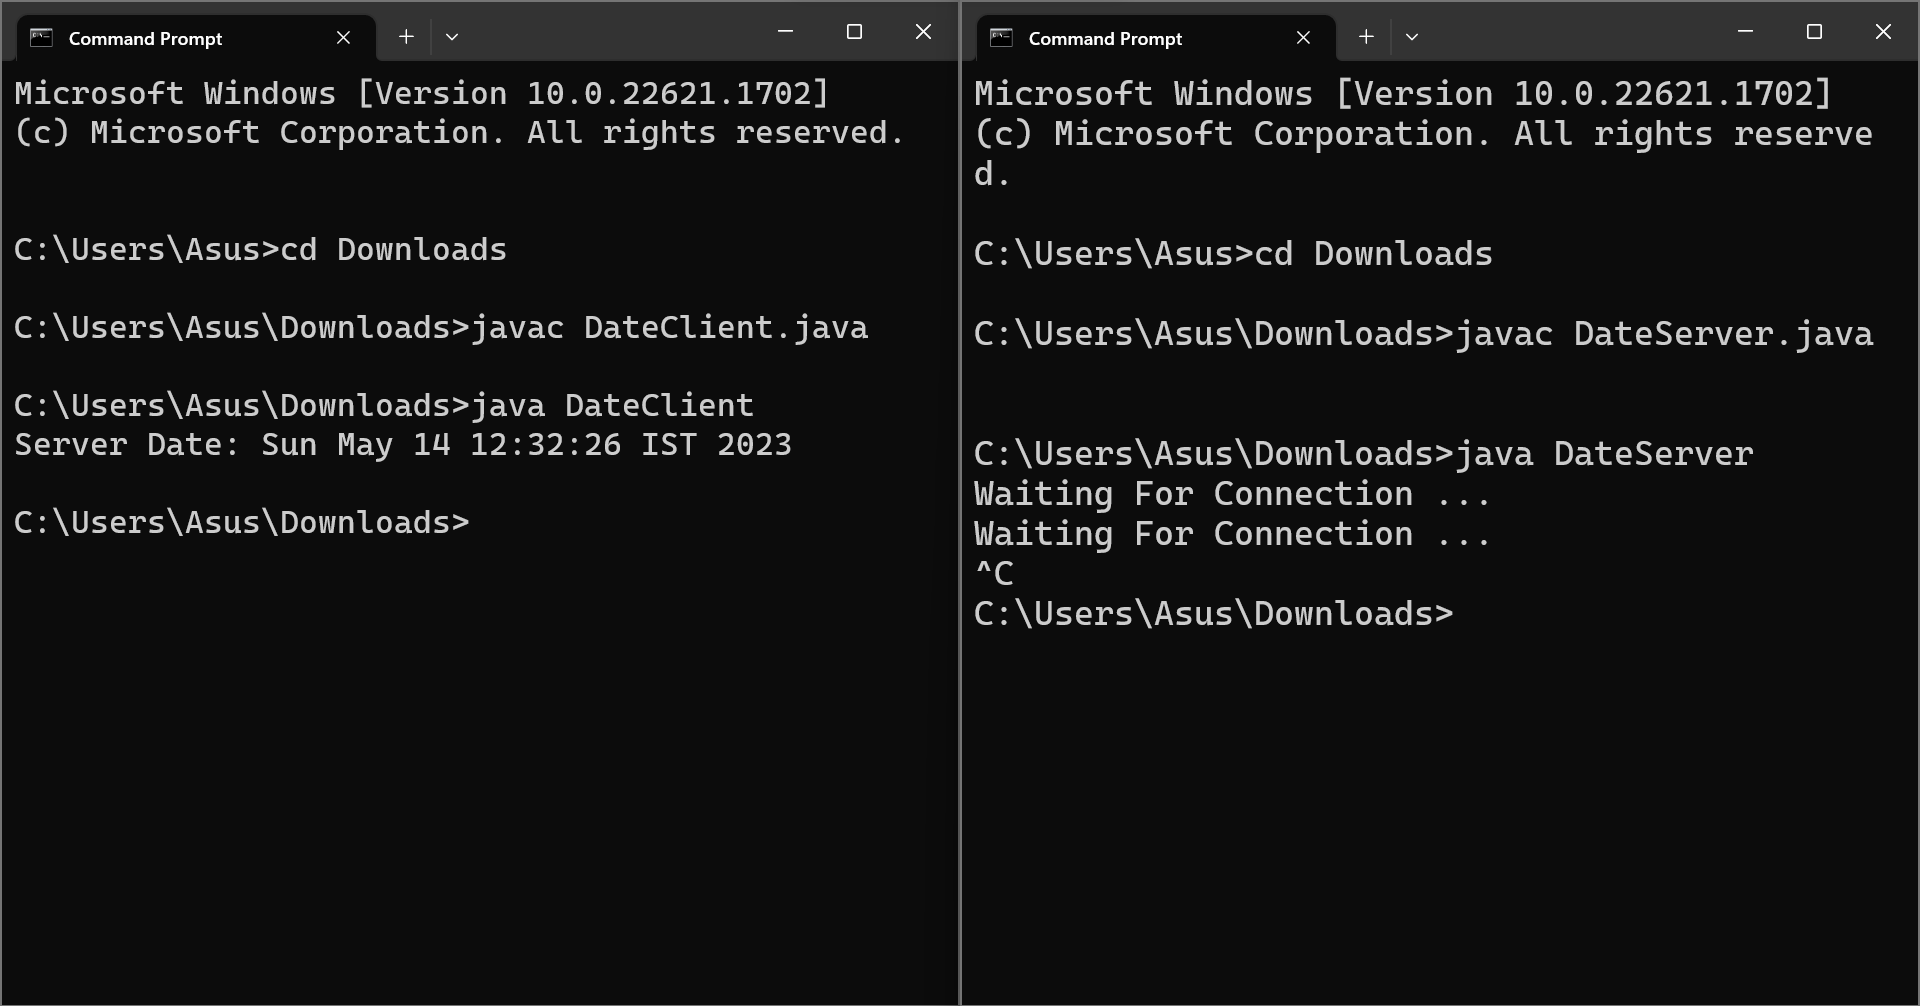 Command Prompt
Microsoft Windows [Version 10.0.22621.1702]
(c) Microsoft Corporation. All rights reserved.
C:\Users\Asus>cd Downloads
C:\Users\Asus\Downloads>javac DateClient.java
C:\Users\Asus\Downloads>java DateClient
Server Date: Sun May 14 12:32:26 IST 2023
C:\Users\Asus\Downloads>
Command Prompt
Microsoft Windows [Version 10.0.22621.1702]
(c) Microsoft Corporation. All rights reserve
d.
C:\Users\Asus>cd Downloads
C:\Users\Asus\Downloads>javac DateServer.java
C:\Users\Asus\Downloads>java DateServer
Waiting For Connection ...
Waiting For Connection ...
^C
C:\Users\Asus\Downloads>